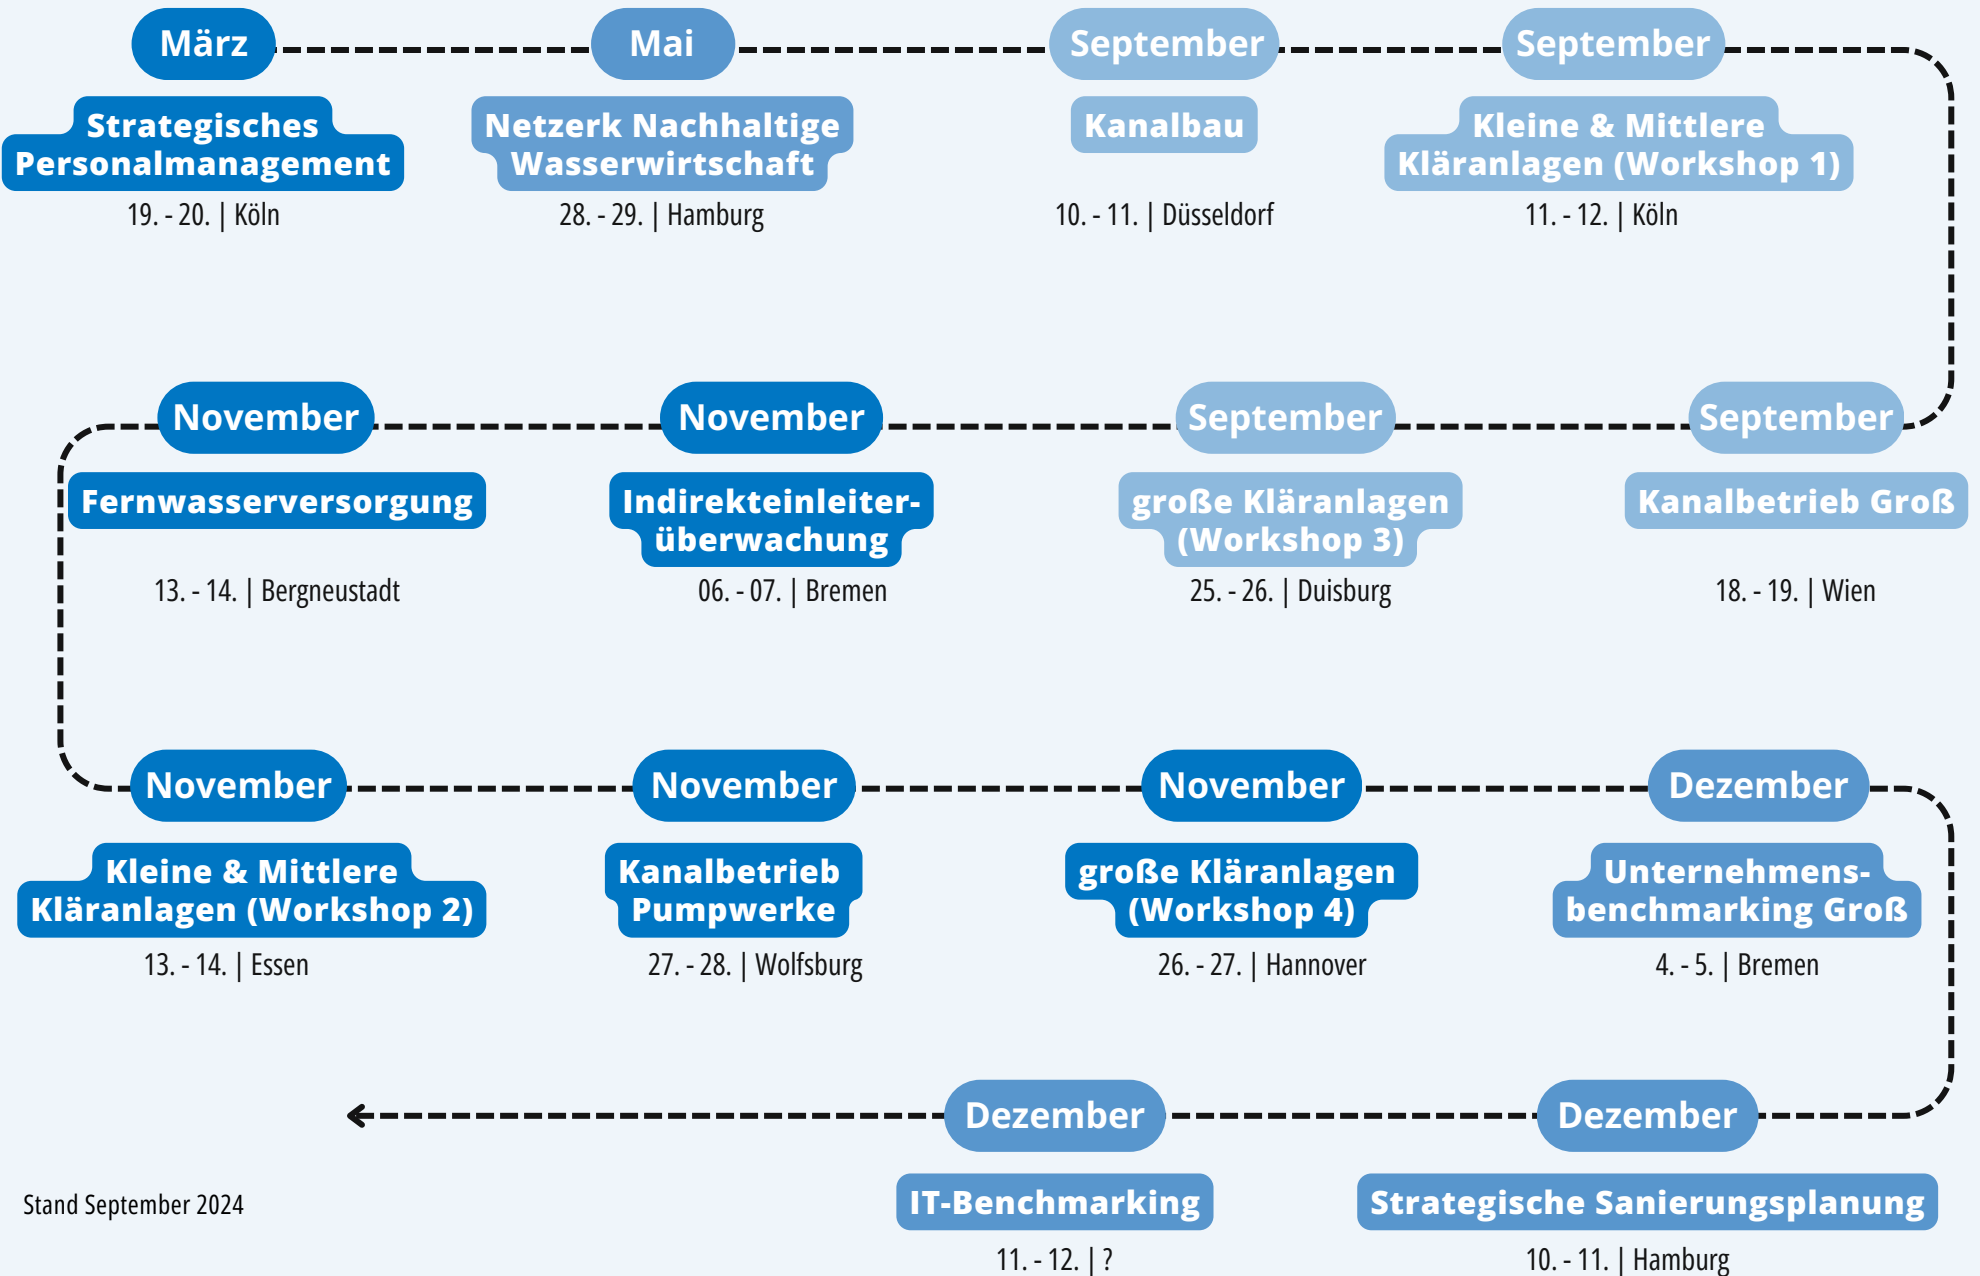 März
Strategisches
Personalmanagement
19. - 20. | Köln
Mai
Netzerk Nachhaltige
Wasserwirtschaft
28. - 29. | Hamburg
September
Kanalbau
10. - 11. | Düsseldorf
September
Kleine & Mittlere
Kläranlagen (Workshop 1)
11. - 12. | Köln
September
Kanalbetrieb Groß
18. - 19. | Wien
September
große Kläranlagen
(Workshop 3)
25. - 26. | Duisburg
November
Indirekteinleiter-
überwachung
06. - 07. | Bremen
November
Fernwasserversorgung
13. - 14. | Bergneustadt
November
Kleine & Mittlere
Kläranlagen (Workshop 2)
13. - 14. | Essen
November
Kanalbetrieb
Pumpwerke
27. - 28. | Wolfsburg
November
große Kläranlagen
(Workshop 4)
26. - 27. | Hannover
Dezember
Unternehmens-
benchmarking Groß
4. - 5. | Bremen
Dezember
Strategische Sanierungsplanung
10. - 11. | Hamburg
Dezember
IT-Benchmarking
11. - 12. | ?
Stand September 2024